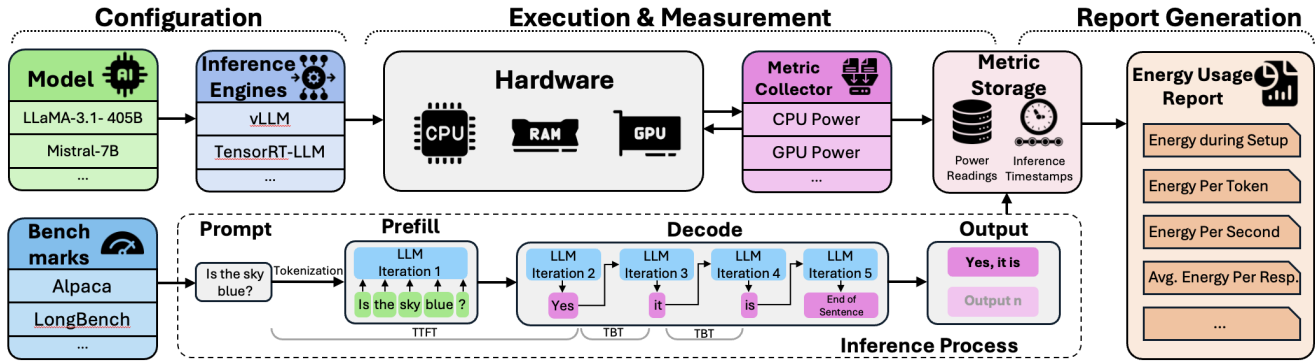 Configuration
Execution & Measurement
Report Generation
Model
AI
LLaMA-3.1- 405B
Mistral-7B
...
Inference
Engines
vLLM
TensorRT-LLM
...
Hardware
CPU
RAM
GPU
Metric
Collector
CPU Power
GPU Power
...
Metric
Storage
Power
Readings
Inference
Timestamps
Energy Usage
Report
Energy during Setup
Energy Per Token
Energy Per Second
Avg. Energy Per Resp.
...
Bench
marks
Alpaca
LongBench
...
Prompt
Is the sky
blue?
Tokenization
Prefill
LLM
Iteration 1
Is the sky blue ?
TTFT
Decode
LLM
Iteration 2
Yes
LLM
Iteration 3
it
LLM
Iteration 4
is
LLM
Iteration 5
End of
Sentence
TBT
TBT
Output
Yes, it is
Output n
Inference Process